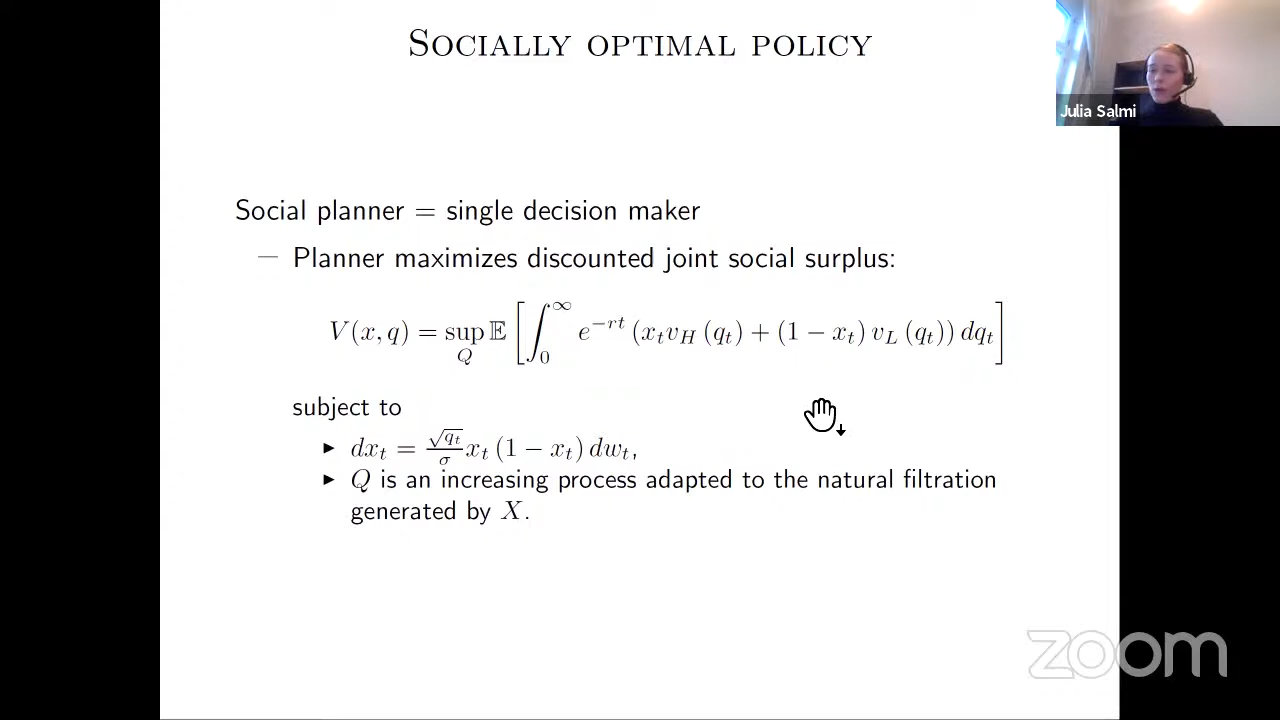 Socially optimal policy
Julia Salmi
Social planner = single decision maker
— Planner maximizes discounted joint social surplus:
V(x, q) = sup_Q 𝔼 [ ∫_0^∞ e^{−rt} (x_t v_H (q_t) + (1 − x_t) v_L (q_t)) dq_t ]
subject to
▶ dx_t = \frac{\sqrt{q_t}}{σ} x_t (1 − x_t) dw_t,
▶ Q is an increasing process adapted to the natural filtration
generated by X.
zoom